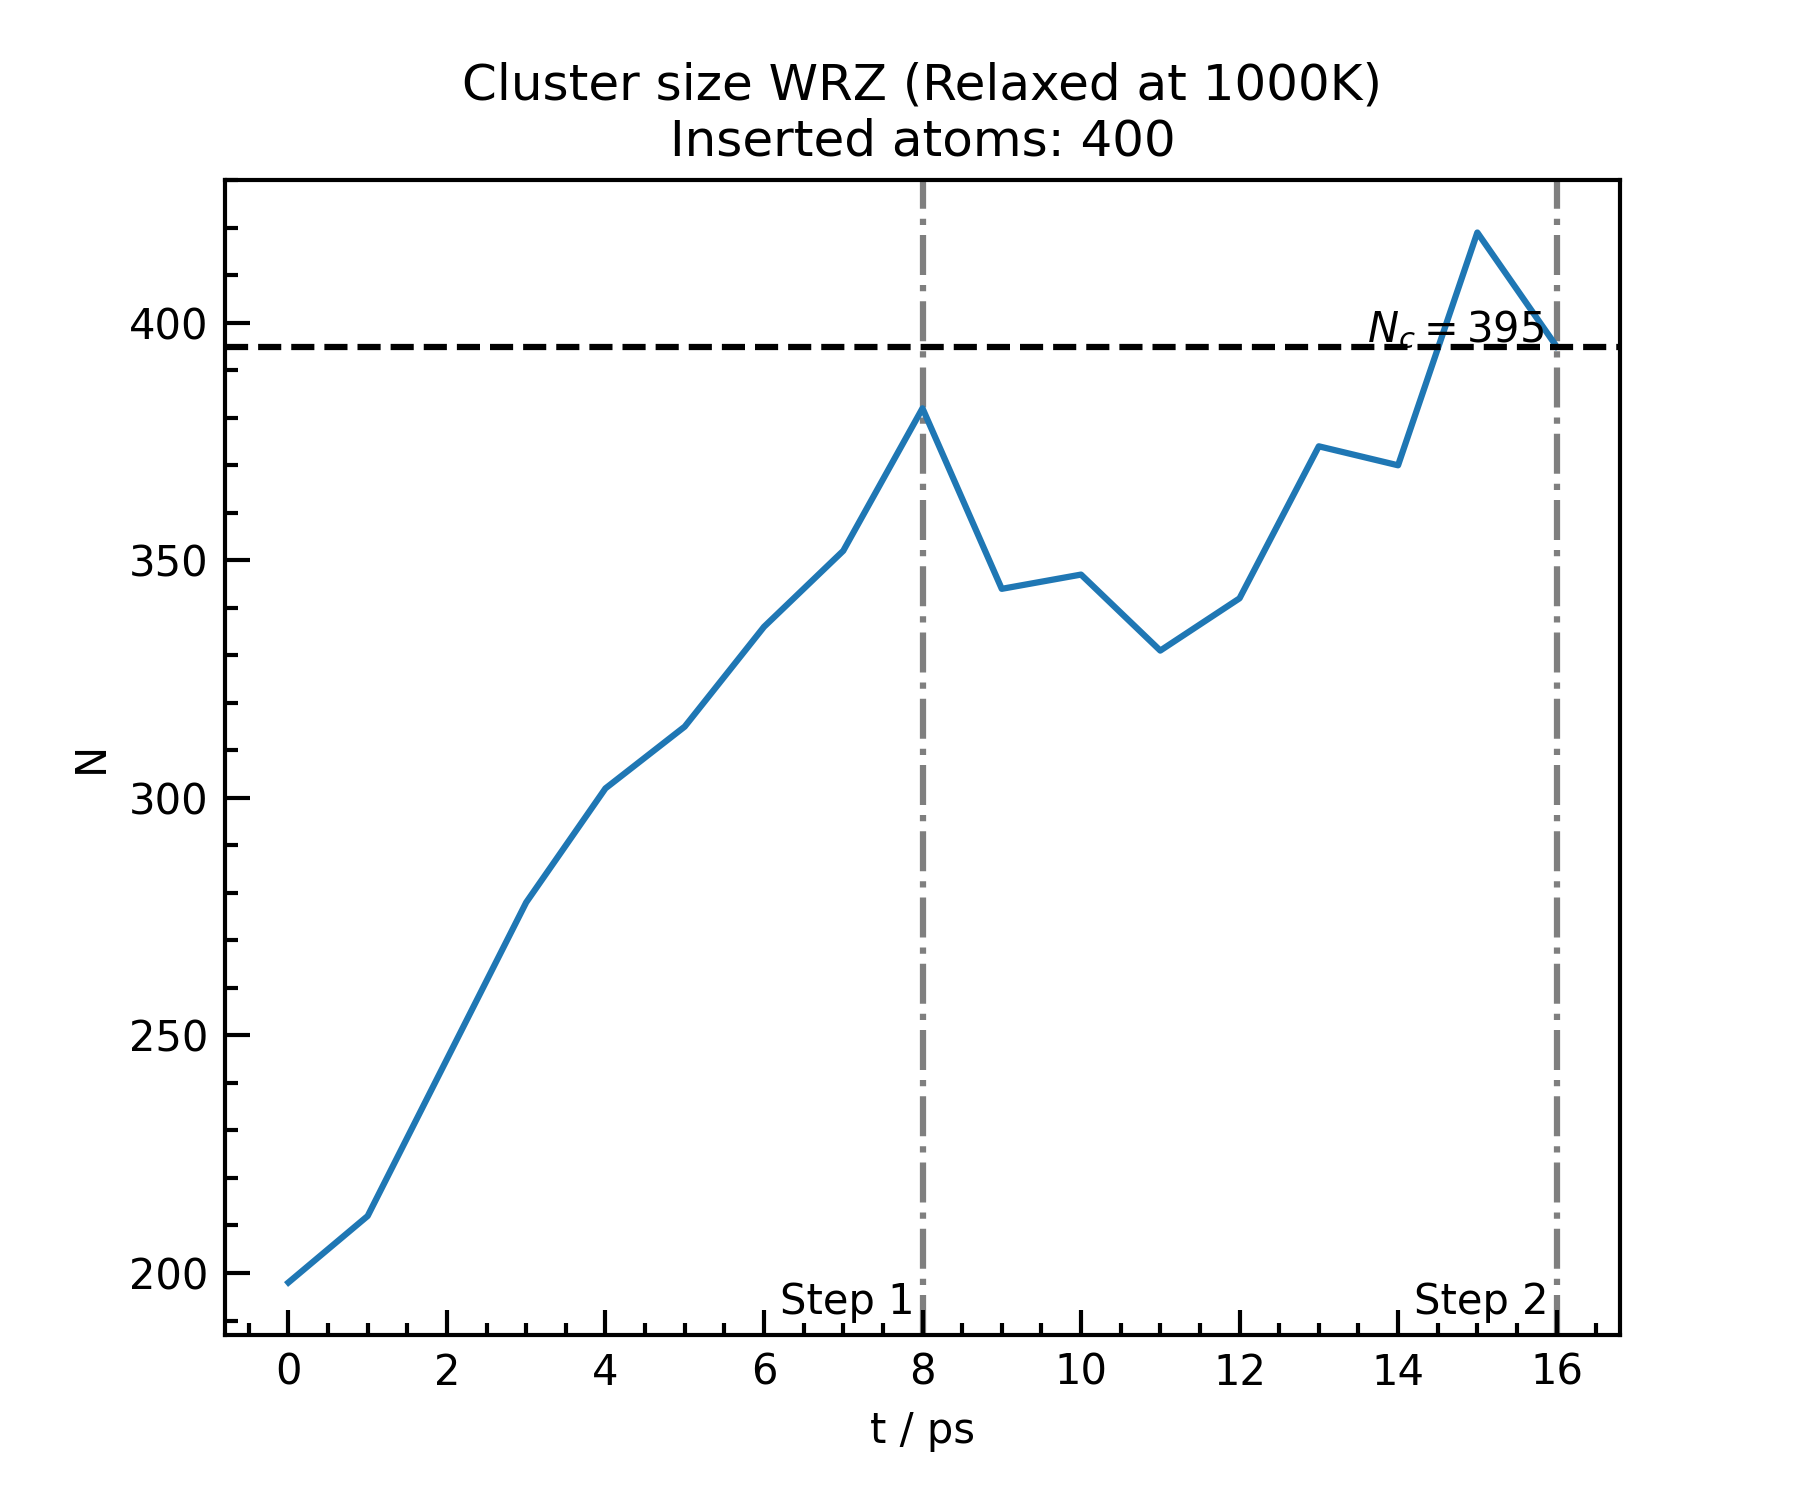 Cluster size WRZ (Relaxed at 1000K)
Inserted atoms: 400
400
350
300
250
200
N
N_c = 395
Step 1
Step 2
0 2 4 6 8 10 12 14 16
t / ps